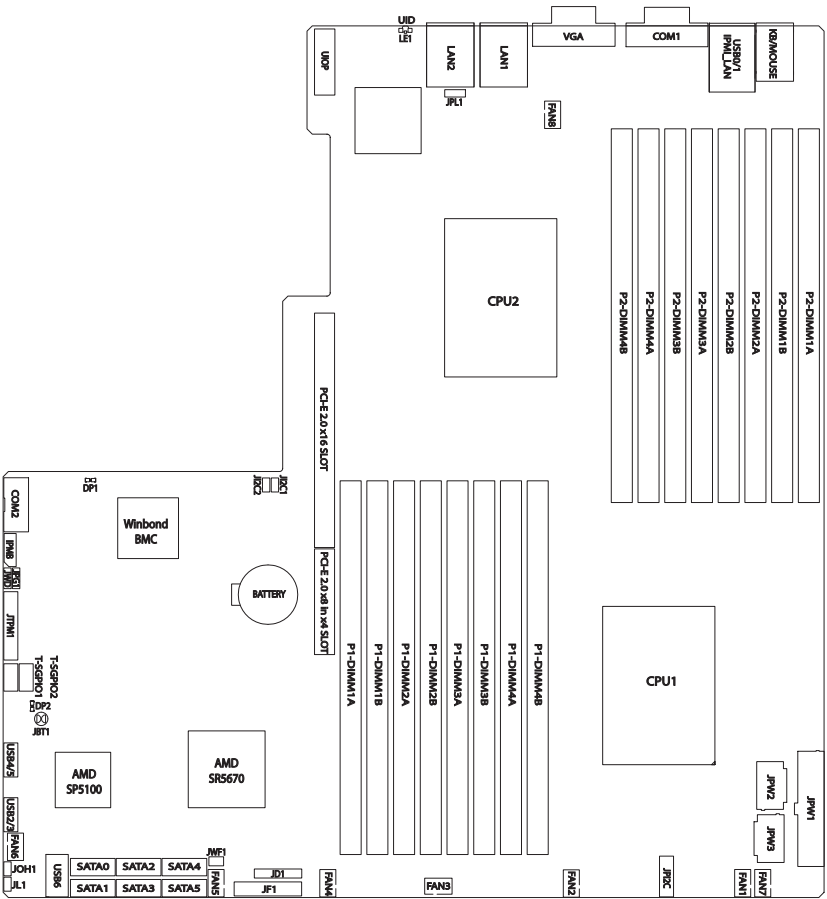 UID
LE1
UIOP
LAN2
LAN1
VGA
COM1
USB0/1
IPMI_LAN
KB/MOUSE
JPL1
FAN8
CPU2
P2-DIMM4B
P2-DIMM4A
P2-DIMM3B
P2-DIMM3A
P2-DIMM2B
P2-DIMM2A
P2-DIMM1B
P2-DIMM1A
PCI-E 2.0 x16 SLOT
PCI-E 2.0 x8 in x4 SLOT
COM2
DP1
JI2C2
JI2C1
Winbond
BMC
IPMB
JWD
JPG1
BATTERY
JTPM1
T-SGPIO1
T-SGPIO2
DP2
JBT1
P1-DIMM1A
P1-DIMM1B
P1-DIMM2A
P1-DIMM2B
P1-DIMM3A
P1-DIMM3B
P1-DIMM4A
P1-DIMM4B
CPU1
USB4/5
AMD
SP5100
AMD
SR5670
JPW2
JPW1
USB2/3
JPW3
FAN6
JWF1
JOH1
JL1
USB6
SATA0
SATA2
SATA4
SATA1
SATA3
SATA5
FAN5
JD1
JF1
FAN4
FAN3
FAN2
JPI2C
FAN1
FAN7